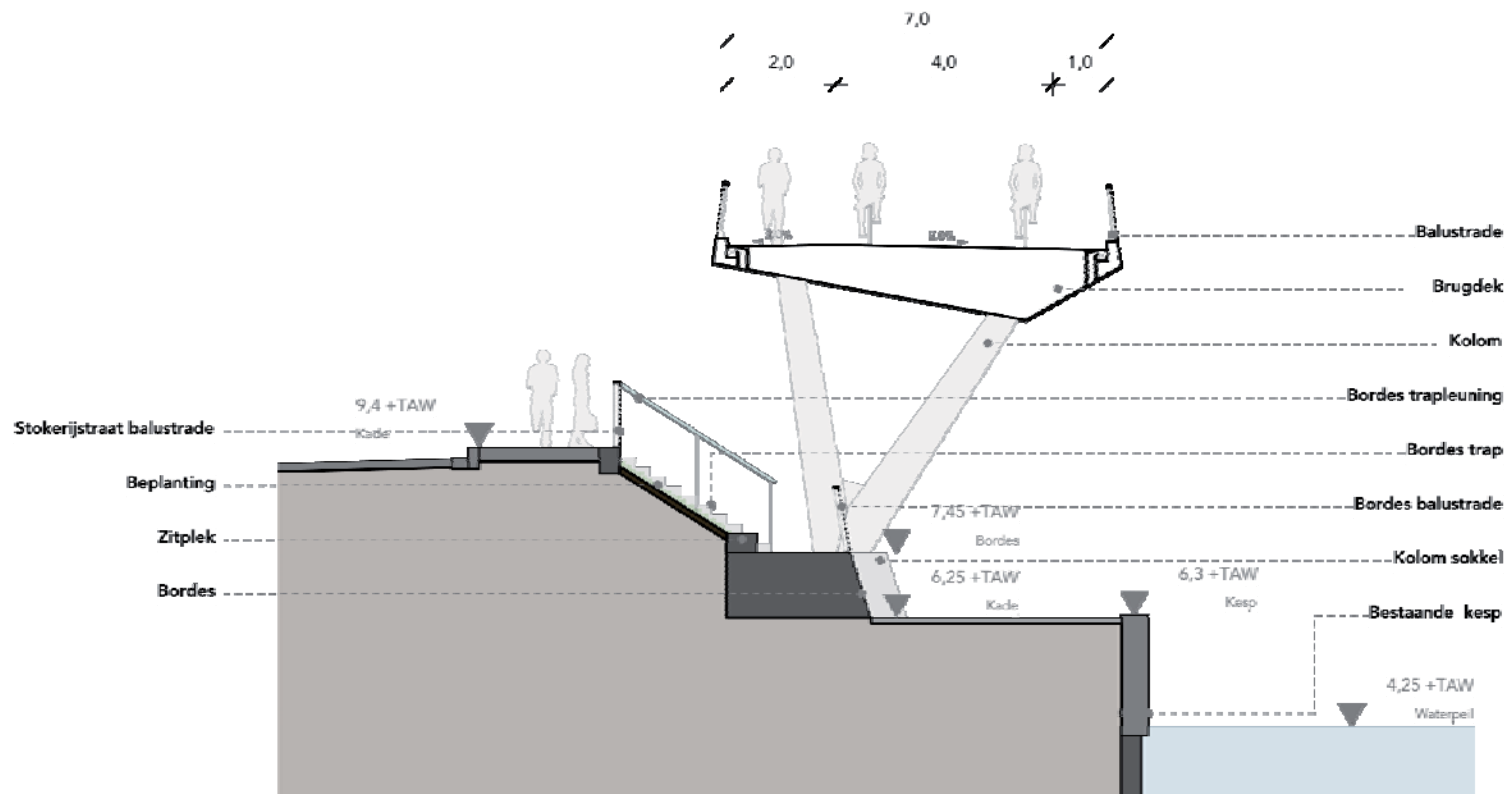 7,0
2,0 4,0 1,0
Balustrade
Brugdek
Kolom
Bordes trapleuning
9,4 +TAW
Kade
Stokerijstraat balustrade
Bordes trap
Beplanting
Bordes balustrade
7,45 +TAW
Bordes
Zitplek
Kolom sokkel
6,25 +TAW
Kade
6,3 +TAW
Kesp
Bordes
Bestaande kesp
4,25 +TAW
Waterpeil